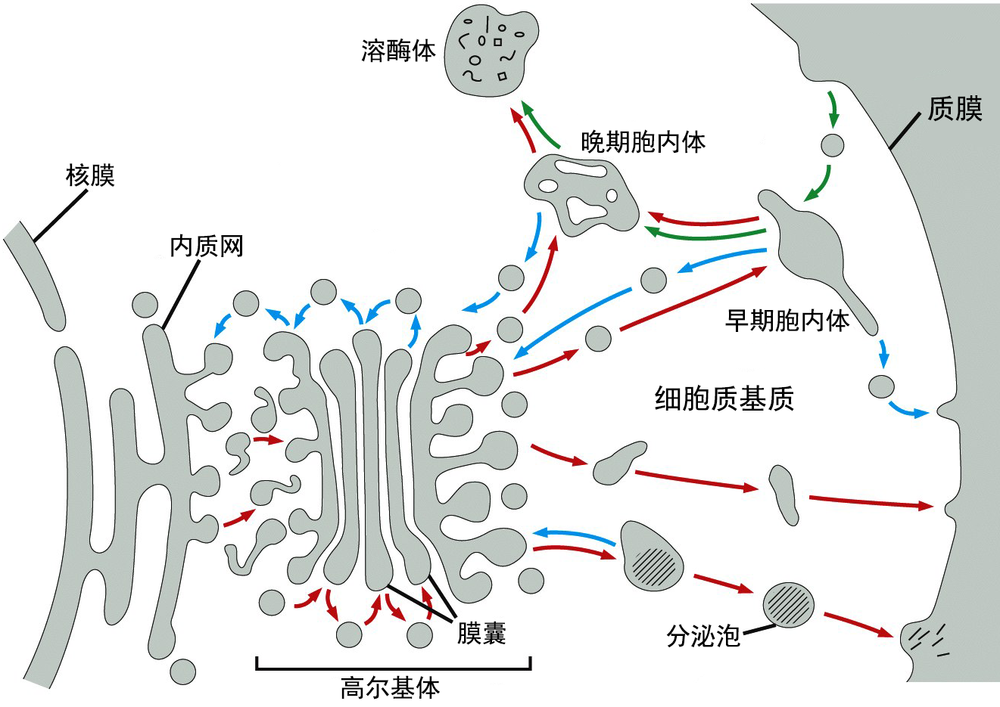 溶酶体
质膜
晚期胞内体
核膜
内质网
早期胞内体
细胞质基质
膜囊
分泌泡
高尔基体